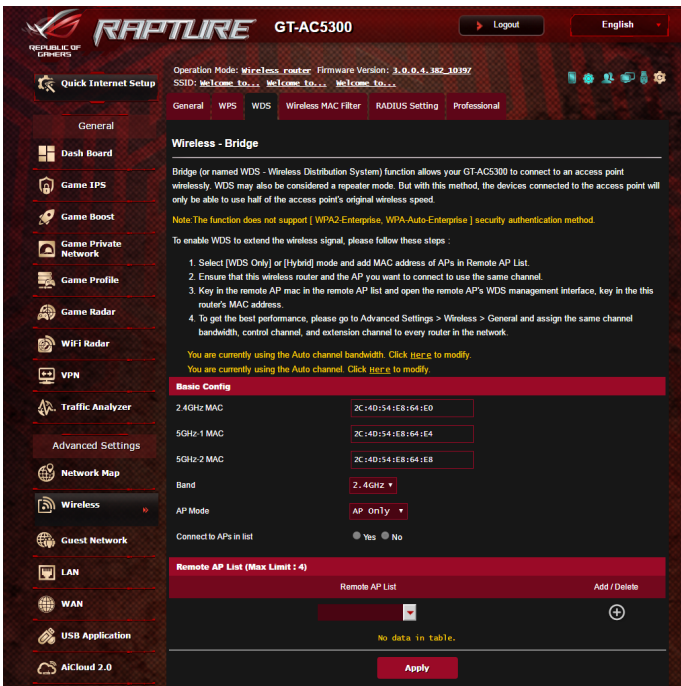 REPUBLIC OF
GAMERS
RAPTURE
GT-AC5300
Logout
English
Quick Internet Setup
General
Dash Board
Game IPS
Game Boost
Game Private
Network
Game Profile
Game Radar
WiFi Radar
VPN
Traffic Analyzer
Advanced Settings
Network Map
Wireless
Guest Network
LAN
WAN
USB Application
AiCloud 2.0
Operation Mode: Wireless router Firmware Version: 3.0.0.4.382_10397
SSID: Welcome to... Welcome to... Welcome to...
General WPS WDS Wireless MAC Filter RADIUS Setting Professional
Wireless - Bridge
Bridge (or named WDS - Wireless Distribution System) function allows your GT-AC5300 to connect to an access point
wirelessly. WDS may also be considered a repeater mode. But with this method, the devices connected to the access point will
only be able to use half of the access point's original wireless speed.
Note:The function does not support [ WPA2-Enterprise, WPA-Auto-Enterprise ] security authentication method.
To enable WDS to extend the wireless signal, please follow these steps :
1. Select [WDS Only] or [Hybrid] mode and add MAC address of APs in Remote AP List.
2. Ensure that this wireless router and the AP you want to connect to use the same channel.
3. Key in the remote AP mac in the remote AP list and open the remote AP's WDS management interface, key in the this
router's MAC address.
4. To get the best performance, please go to Advanced Settings > Wireless > General and assign the same channel
bandwidth, control channel, and extension channel to every router in the network.
You are currently using the Auto channel bandwidth. Click Here to modify.
You are currently using the Auto channel. Click Here to modify.
Basic Config
2.4GHz MAC 2C:4D:54:E8:64:E0
5GHz-1 MAC 2C:4D:54:E8:64:E4
5GHz-2 MAC 2C:4D:54:E8:64:E8
Band 2.4GHz
AP Mode AP Only
Connect to APs in list Yes No
Remote AP List (Max Limit : 4)
Remote AP List Add / Delete
No data in table.
Apply